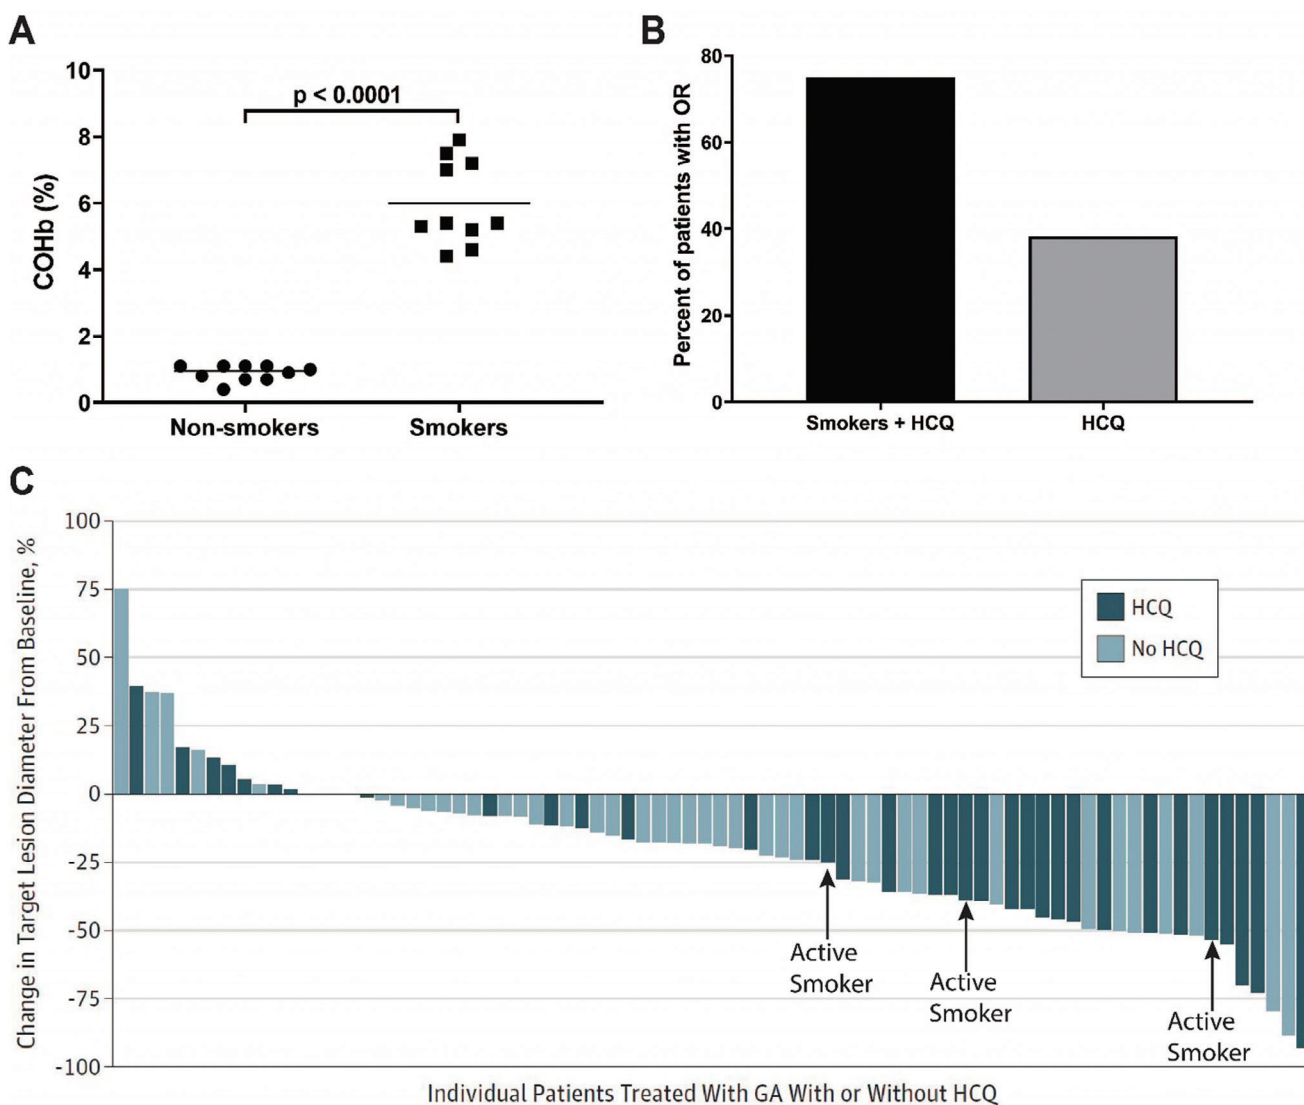 A
10
8
6
4
2
0
COHb (%)
p < 0.0001
Non-smokers
Smokers
B
80
60
40
20
0
Percent of patients with OR
Smokers + HCQ
HCQ
C
100
75
50
25
0
-25
-50
-75
-100
Change in Target Lesion Diameter From Baseline, %
HCQ
No HCQ
Active
Smoker
Active
Smoker
Active
Smoker
Individual Patients Treated With GA With or Without HCQ